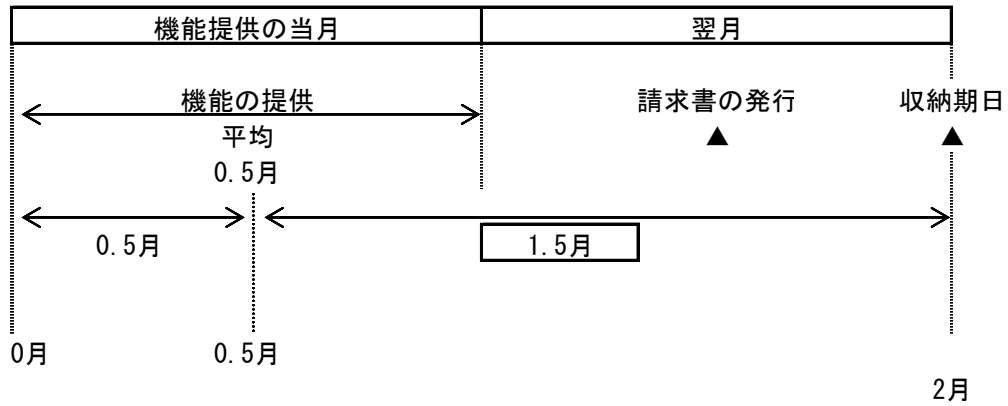 機能提供の当月 翌月
機能の提供 請求書の発行 収納期日
平均 ▲ ▲
0.5月
0.5月 1.5月
0月 0.5月
2月